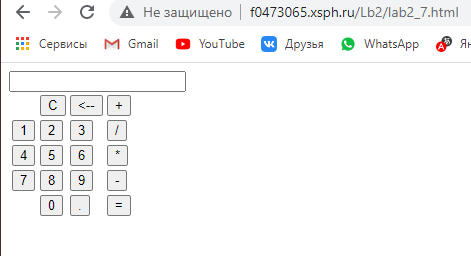 Не защищено | f0473065.xsph.ru/Lb2/lab2_7.html
Сервисы Gmail YouTube Друзья WhatsApp Ян
C <-- +
1 2 3 /
4 5 6 *
7 8 9 -
0 . =